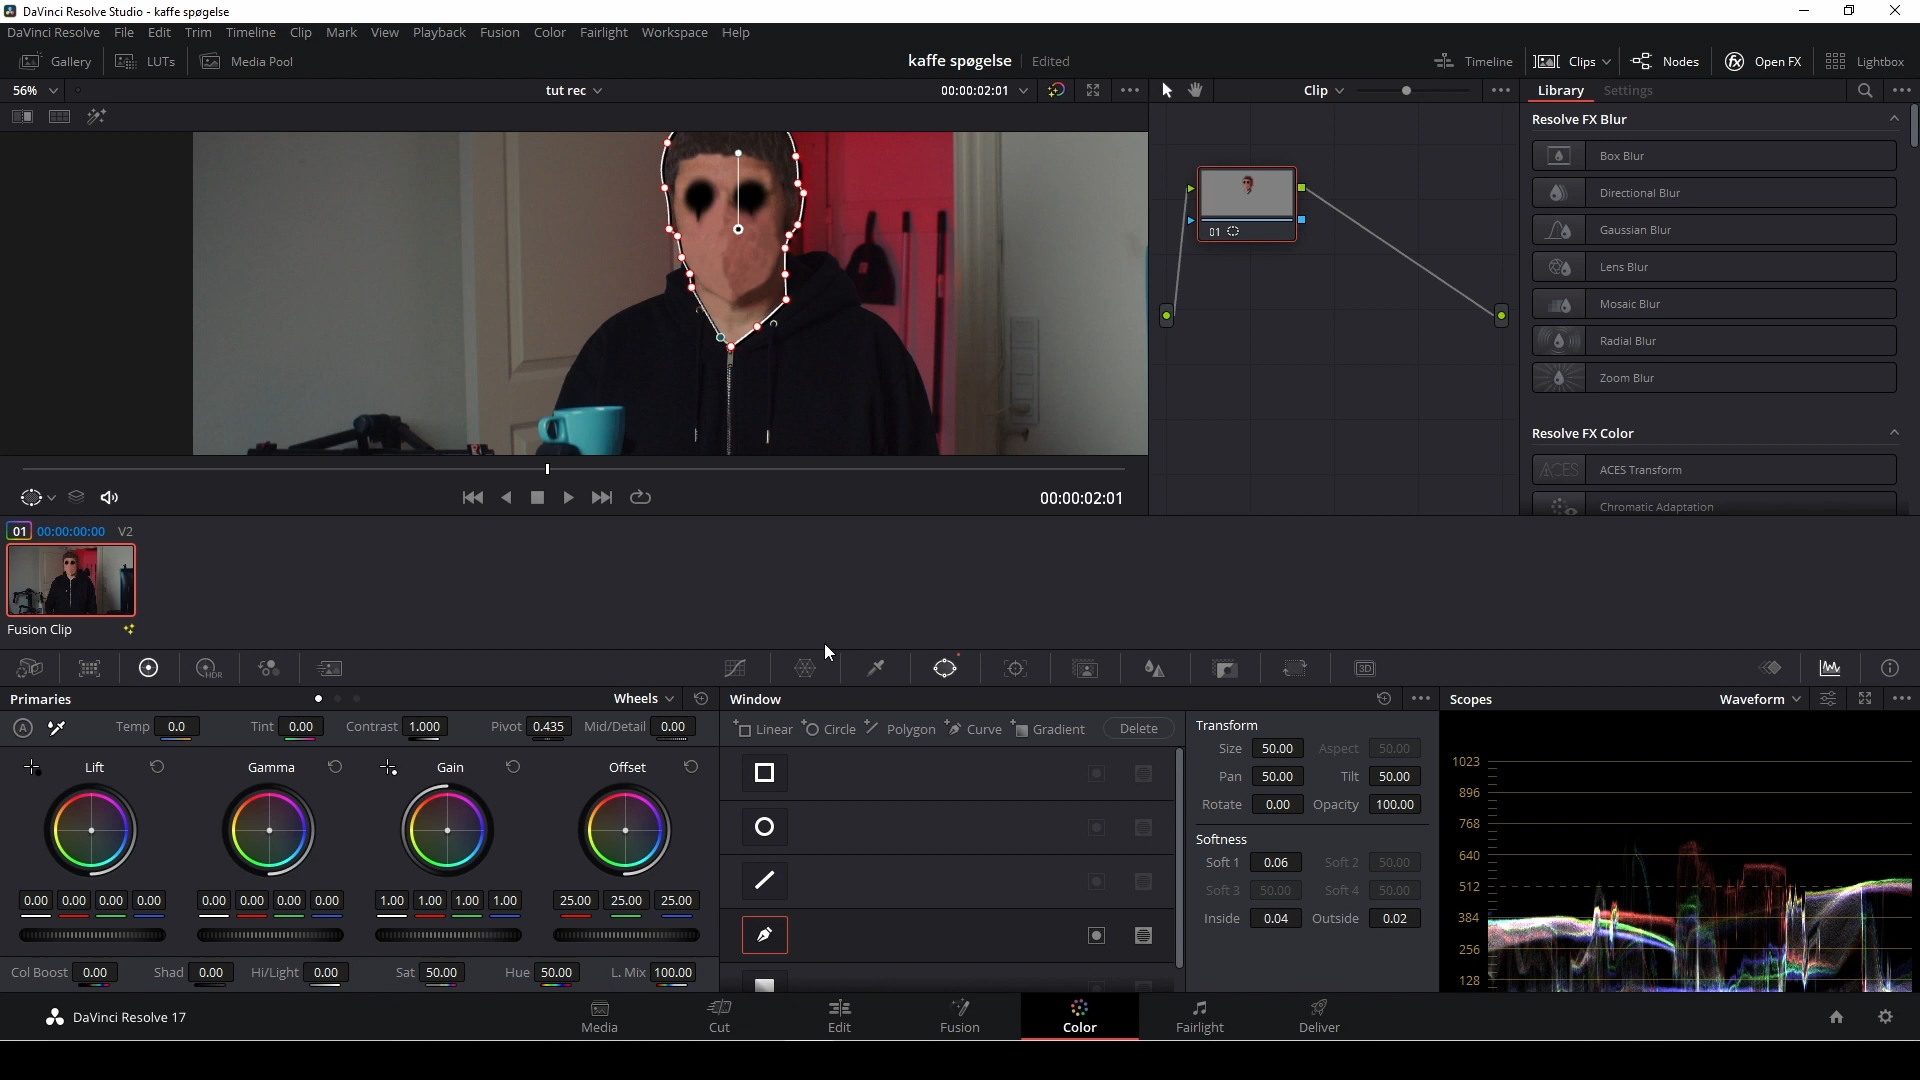 DaVinci Resolve Studio - kaffe spøgelse
DaVinci Resolve File Edit Trim Timeline Clip Mark View Playback Fusion Color Fairlight Workspace Help
Gallery LUTs Media Pool kaffe spøgelse Edited Timeline Clips Nodes Open FX Lightbox
56% tut rec 00:00:02:01 Clip Library Settings
Resolve FX Blur
Box Blur
Directional Blur
01
Gaussian Blur
Lens Blur
Mosaic Blur
Radial Blur
Zoom Blur
Resolve FX Color
ACES ACES Transform
00:00:02:01
Chromatic Adaptation
01 00:00:00:00 V2
Fusion Clip
HDR 3D
Primaries Wheels Window Scopes Waveform
A Temp 0.0 Tint 0.00 Contrast 1.000 Pivot 0.435 Mid/Detail 0.00
Linear Circle Polygon Curve Gradient Delete
Transform
Size 50.00 Aspect 50.00
Pan 50.00 Tilt 50.00
Rotate 0.00 Opacity 100.00
Lift Gamma Gain Offset
Softness
Soft 1 0.06 Soft 2 50.00
Soft 3 50.00 Soft 4 50.00
Inside 0.04 Outside 0.02
0.00 0.00 0.00 0.00 0.00 0.00 0.00 0.00 1.00 1.00 1.00 1.00 25.00 25.00 25.00
Col Boost 0.00 Shad 0.00 Hi/Light 0.00 Sat 50.00 Hue 50.00 L. Mix 100.00
1023
896
768
640
512
384
256
128
DaVinci Resolve 17 Media Cut Edit Fusion Color Fairlight Deliver